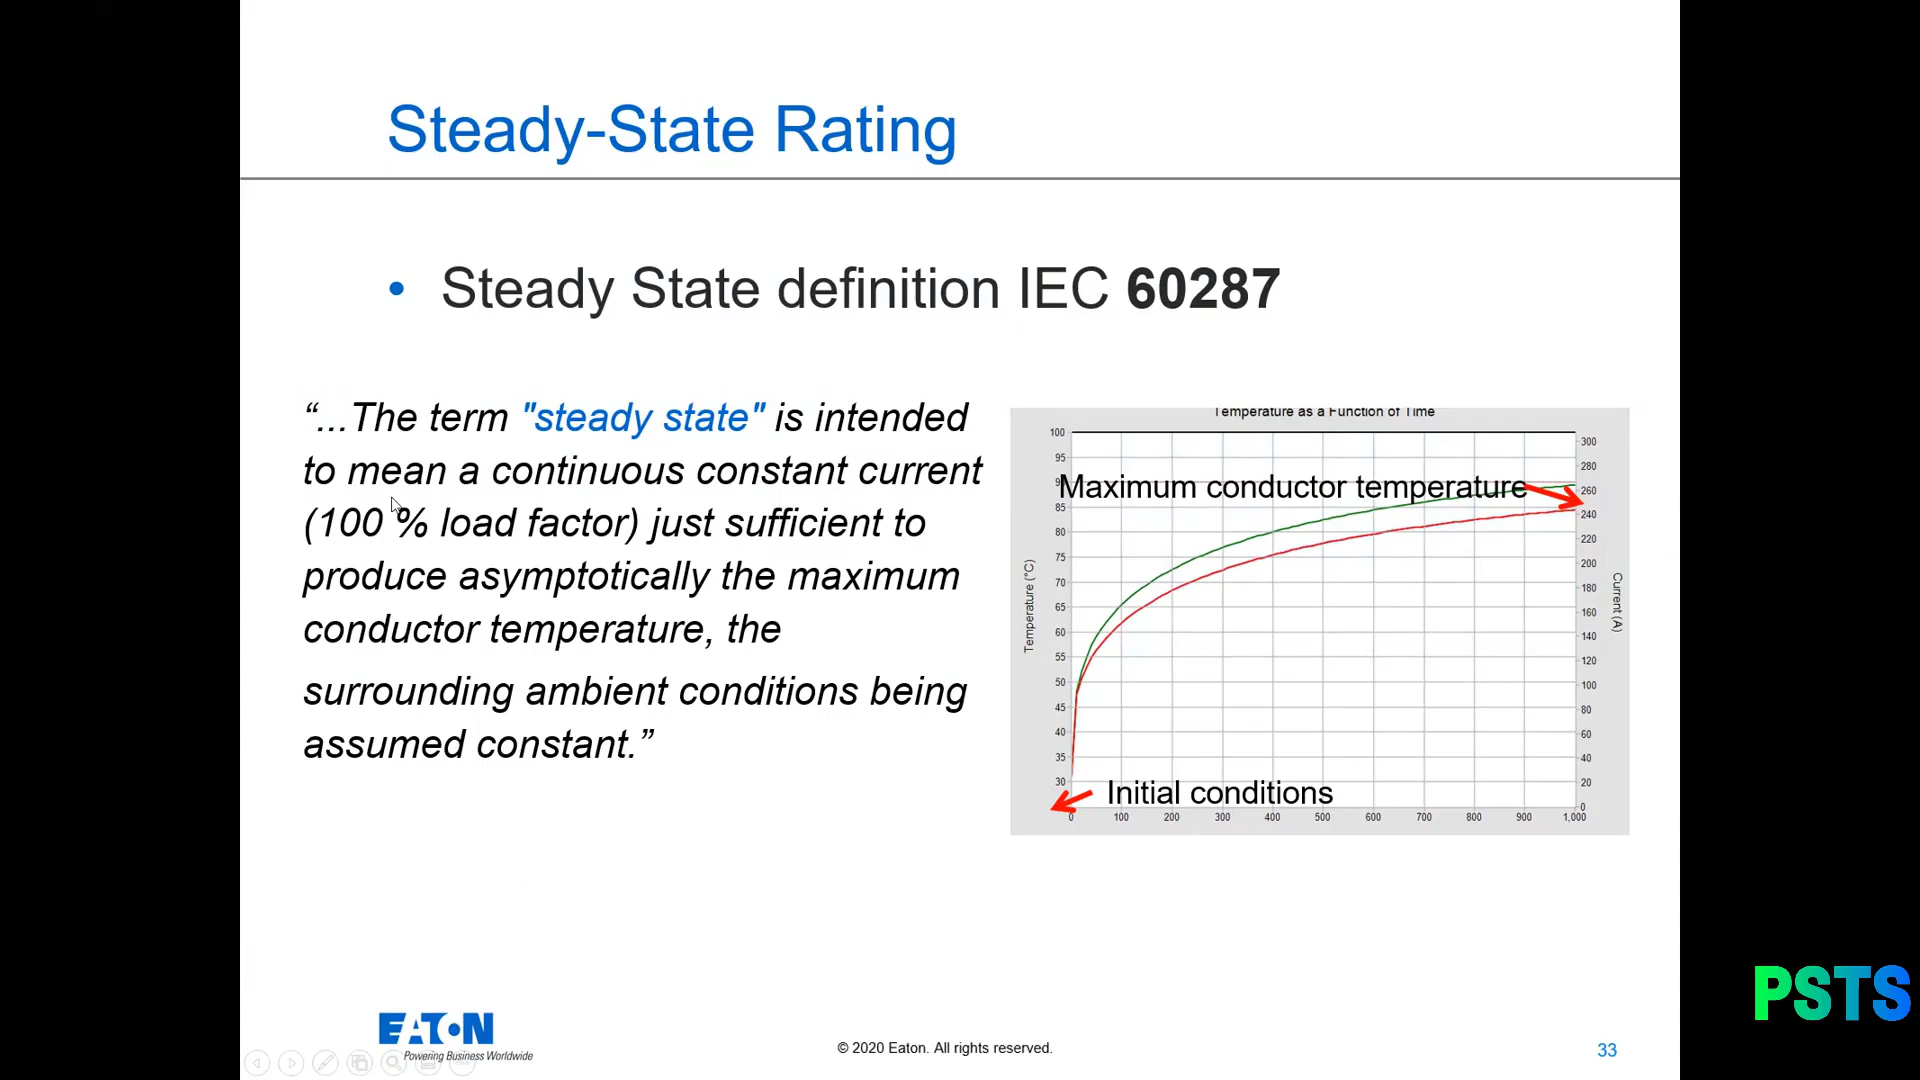 Steady-State Rating
• Steady State definition IEC 60287
“...The term "steady state" is intended
to mean a continuous constant current
(100 % load factor) just sufficient to
produce asymptotically the maximum
conductor temperature, the
surrounding ambient conditions being
assumed constant.”
Temperature as a Function of Time
Maximum conductor temperature
Initial conditions
Temperature (°C)
100
95
85
80
75
70
65
60
55
50
45
40
35
30
300
280
260
240
220
200
180
160
140
120
100
80
60
40
20
0
Current (A)
0 100 200 300 400 500 600 700 800 900 1,000
EATON
Powering Business Worldwide
© 2020 Eaton. All rights reserved.
33
PSTS